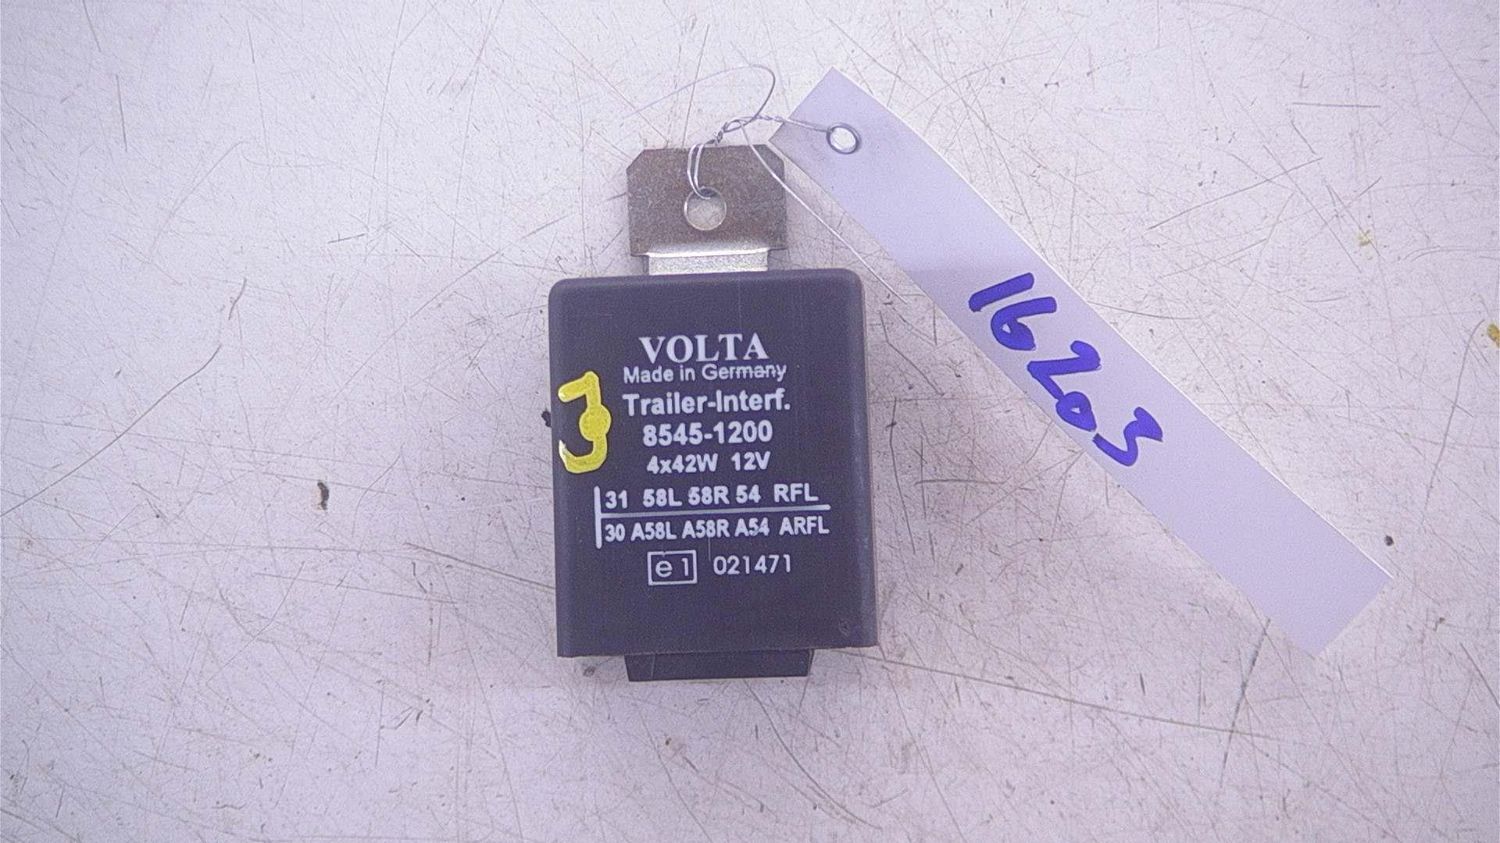 VOLTA
Made in Germany
Trailer-Interf.
8545-1200
4x42W 12V
31 58L 58R 54 RFL
30 A58L A58R A54 ARFL
e1 021471
16203